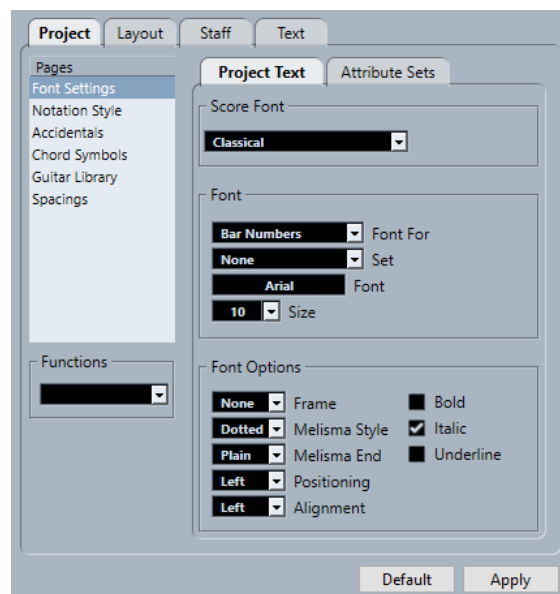 Project Layout Staff Text
Pages
Font Settings
Notation Style
Accidentals
Chord Symbols
Guitar Library
Spacings
Functions
Project Text Attribute Sets
Score Font
Classical
Font
Bar Numbers Font For
None Set
Arial Font
10 Size
Font Options
None Frame Bold
Dotted Melisma Style Italic
Plain Melisma End Underline
Left Positioning
Left Alignment
Default Apply